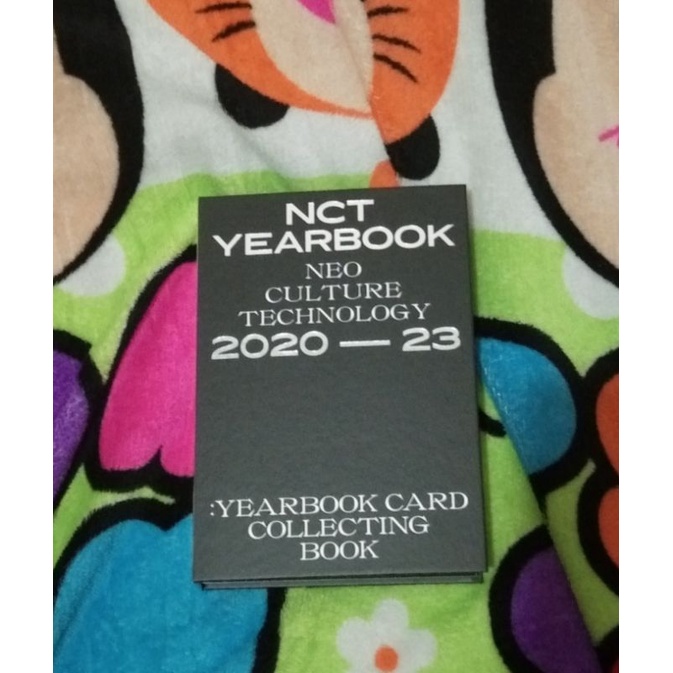 NCT
YEARBOOK
NEO
CULTURE
TECHNOLOGY
2020 — 23
:YEARBOOK CARD
COLLECTING
BOOK